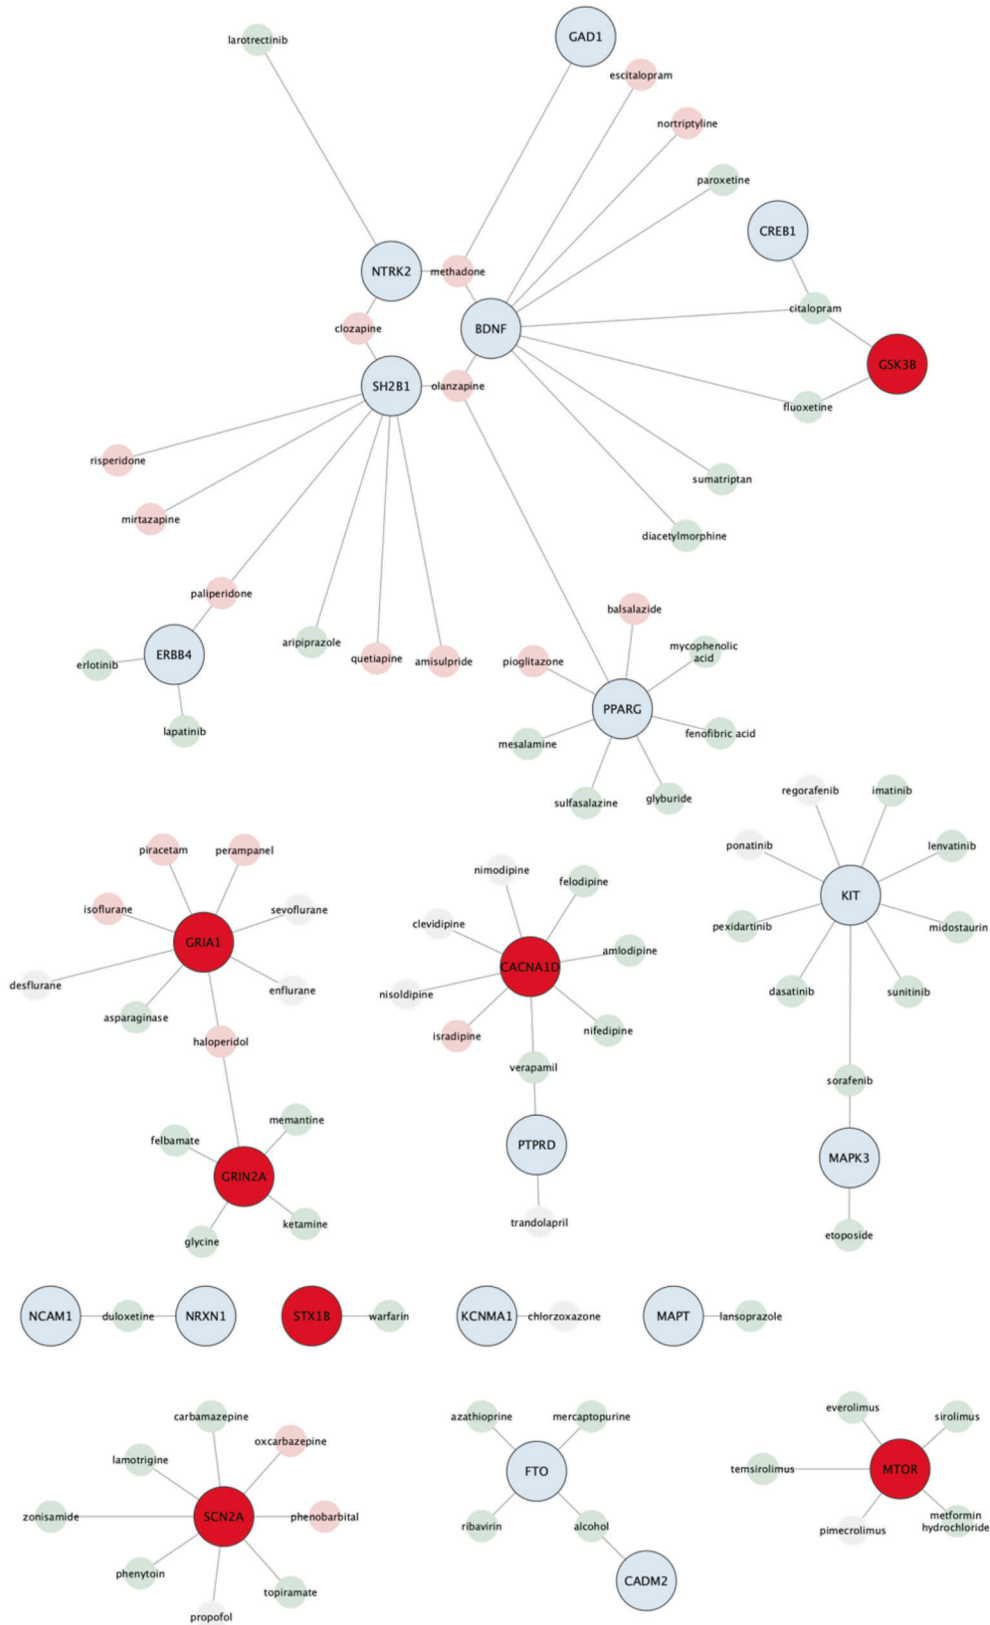 GAD1
larotrectinib
escitalopram
nortriptyline
paroxetine
CREB1
NTRK2
methadone
citalopram
clozapine
BDNF
GSK3B
SH2B1
olanzapine
fluoxetine
risperidone
sumatriptan
mirtazapine
diacetylmorphine
paliperidone
balsalazide
aripiprazole
mycophenolic
acid
ERBB4
erlotinib
quetiapine
amisulpride
pioglitazone
PPARG
lapatinib
fenofibric acid
mesalamine
sulfasalazine
glyburide
regorafenib
imatinib
ponatinib
lenvatinib
piracetam
perampanel
nimodipine
felodipine
KIT
isoflurane
sevoflurane
clevidipine
pexidartinib
midostaurin
GRIA1
amlodipine
CACNA1D
desflurane
enflurane
nisoldipine
dasatinib
sunitinib
asparaginase
nifedipine
haloperidol
isradipine
verapamil
sorafenib
memantine
felbamate
PTPRD
MAPK3
GRIN2A
ketamine
trandolapril
glycine
etoposide
NCAM1
duloxetine
NRXN1
STX1B
warfarin
KCNMA1
chlorzoxazone
MAPT
lansoprazole
carbamazepine
azathioprine
mercaptopurine
everolimus
sirolimus
oxcarbazepine
lamotrigine
temsirolimus
MTOR
FTO
zonisamide
SCN2A
phenobarbital
ribavirin
alcohol
pimecrolimus
metformin
hydrochloride
phenytoin
CADM2
topiramate
propofol